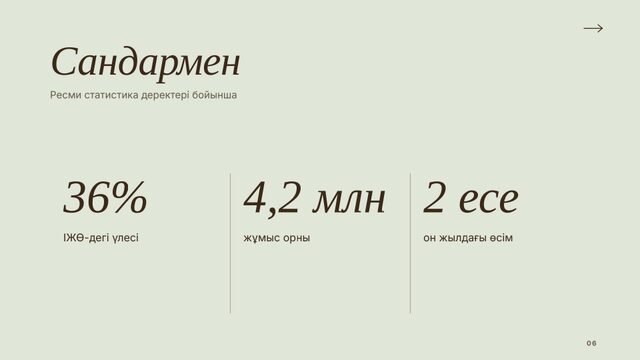 Сандармен
Ресми статистика деректері бойынша
36%
ІЖӨ-дегі үлесі
4,2 млн
жұмыс орны
2 есе
он жылдағы өсім
06